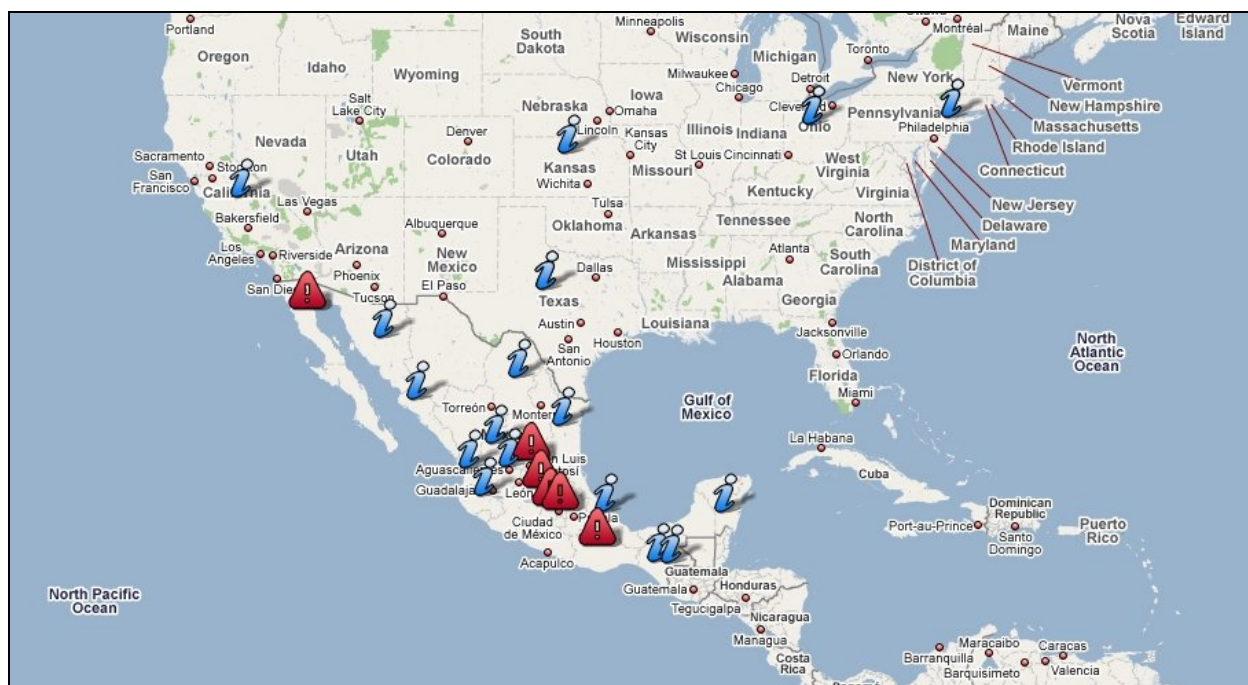 Portland
Oregon
Idaho
Wyoming
South
Dakota
Minneapolis
Wisconsin
Michigan
Milwaukee
Chicago
Detroit
Toronto
Montréal
Maine
Nova
Scotia
Edward
Island
New York
Vermont
New Hampshire
Massachusetts
Rhode Island
Connecticut
New Jersey
Delaware
Maryland
District of
Columbia
Pennsylvania
Philadelphia
Ohio
Iowa
Nebraska
Omaha
Lincoln
Salt
Lake City
Nevada
Utah
Denver
Colorado
Kansas
Kansas
City
Wichita
Missouri
St Louis
Illinois
Indiana
Cincinnati
West
Virginia
Virginia
Kentucky
Sacramento
San
Francisco
California
Bakersfield
Las Vegas
Los
Angeles
Riverside
Arizona
Phoenix
Tucson
Albuquerque
New
Mexico
El Paso
Tulsa
Oklahoma
Arkansas
Tennessee
North
Carolina
South
Carolina
Atlanta
Mississippi
Alabama
Georgia
Dallas
Texas
Austin
San
Antonio
Houston
Louisiana
Jacksonville
Orlando
Florida
Miami
North
Atlantic
Ocean
Gulf of
Mexico
Torreón
León
Ciudad
de México
Acapulco
La Habana
Cuba
Port-au-Prince
Dominican
Republic
Santo
Domingo
Puerto
Rico
Guatemala
Guatemala
Honduras
Tegucigalpa
Nicaragua
Managua
Costa
Rica
North Pacific
Ocean
Barranquilla
Maracaibo
Barquisimeto
Caracas
Valencia